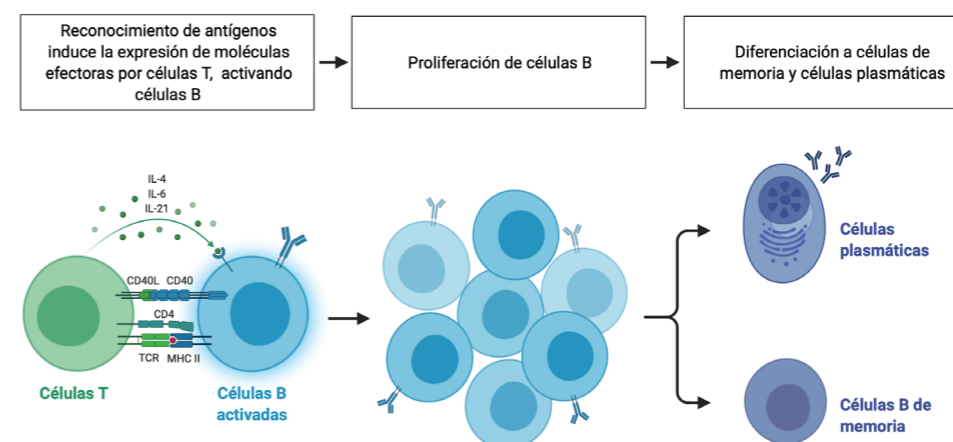 Reconocimiento de antígenos
induce la expresión de moléculas
efectoras por células T, activando
células B
Proliferación de células B
Diferenciación a células de
memoria y células plasmáticas
IL-4
IL-6
IL-21
CD40L CD40
CD4
TCR MHC II
Células T
Células B
activadas
Células
plasmáticas
Células B de
memoria